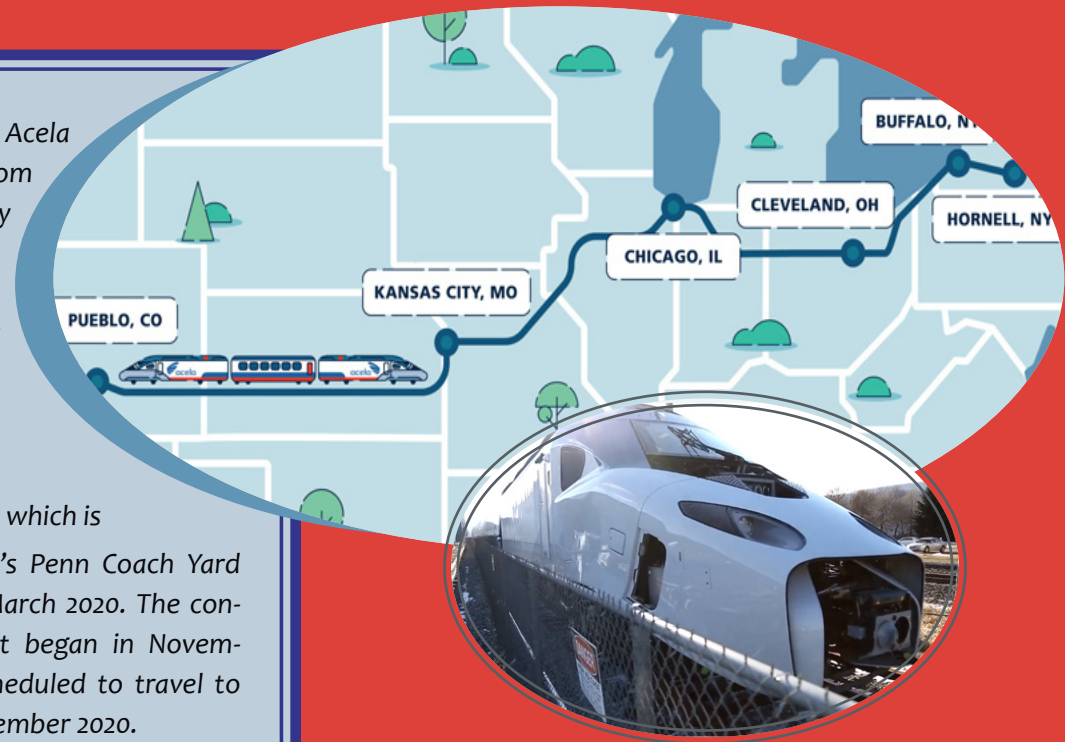 Acela
om
y
which is
's Penn Coach Yard
March 2020. The con-
t began in Novem-
heduled to travel to
ember 2020.
BUFFALO, NY
CLEVELAND, OH
HORNELL, NY
CHICAGO, IL
KANSAS CITY, MO
PUEBLO, CO
acela
acela
DANGER